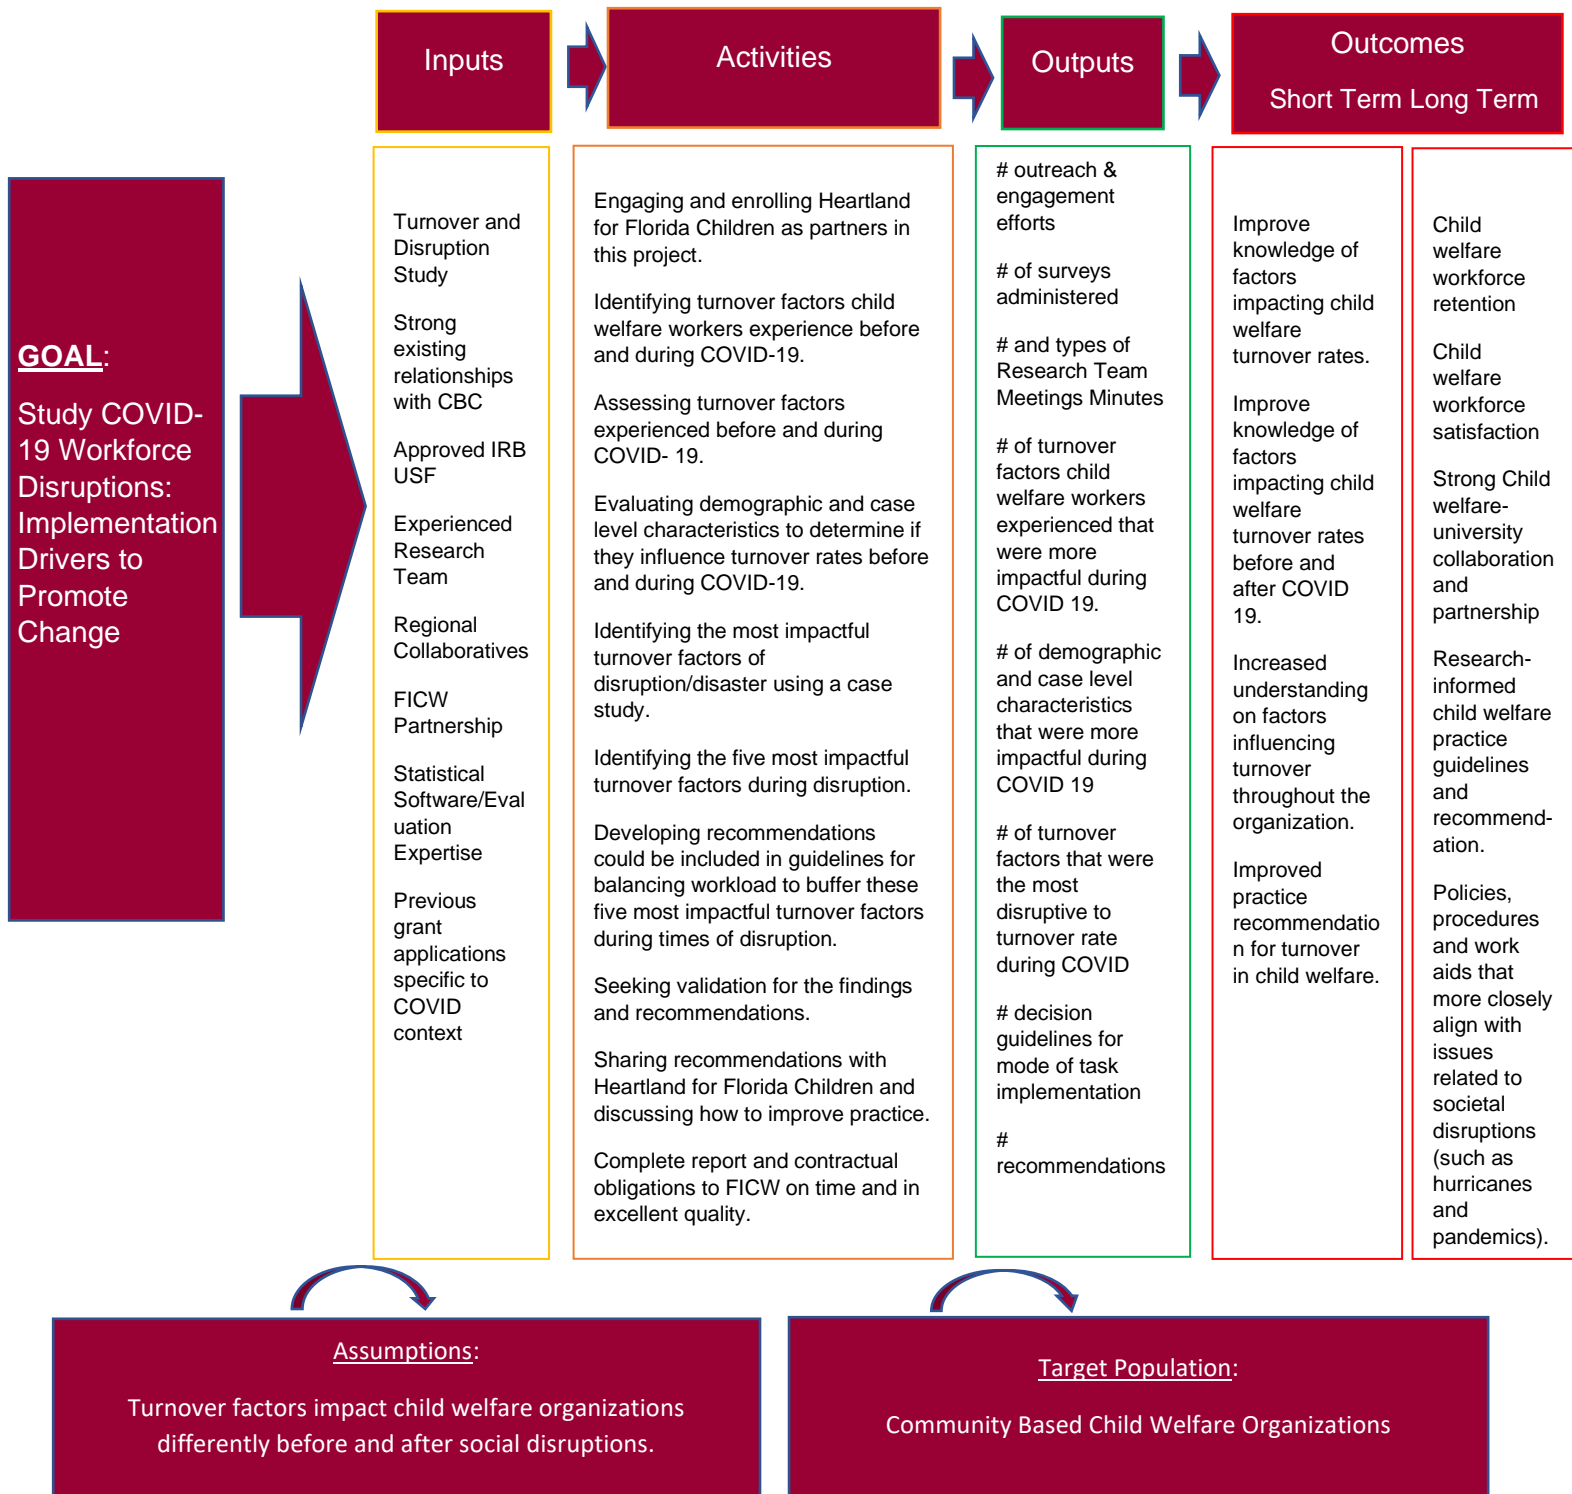 Inputs
Activities
Outputs
Outcomes
Short Term Long Term
GOAL:
Study COVID-
19 Workforce
Disruptions:
Implementation
Drivers to
Promote
Change
Turnover and
Disruption
Study
Strong
existing
relationships
with CBC
Approved IRB
USF
Experienced
Research
Team
Regional
Collaboratives
FICW
Partnership
Statistical
Software/Eval
uation
Expertise
Previous
grant
applications
specific to
COVID
context
Engaging and enrolling Heartland
for Florida Children as partners in
this project.
Identifying turnover factors child
welfare workers experience before
and during COVID-19.
Assessing turnover factors
experienced before and during
COVID- 19.
Evaluating demographic and case
level characteristics to determine if
they influence turnover rates before
and during COVID-19.
Identifying the most impactful
turnover factors of
disruption/disaster using a case
study.
Identifying the five most impactful
turnover factors during disruption.
Developing recommendations
could be included in guidelines for
balancing workload to buffer these
five most impactful turnover factors
during times of disruption.
Seeking validation for the findings
and recommendations.
Sharing recommendations with
Heartland for Florida Children and
discussing how to improve practice.
Complete report and contractual
obligations to FICW on time and in
excellent quality.
# outreach &
engagement
efforts
# of surveys
administered
# and types of
Research Team
Meetings Minutes
# of turnover
factors child
welfare workers
experienced that
were more
impactful during
COVID 19.
# of demographic
and case level
characteristics
that were more
impactful during
COVID 19
# of turnover
factors that were
the most
disruptive to
turnover rate
during COVID
# decision
guidelines for
mode of task
implementation
#
recommendations
Improve
knowledge of
factors
impacting child
welfare
turnover rates.
Improve
knowledge of
factors
impacting child
welfare
turnover rates
before and
after COVID
19.
Increased
understanding
on factors
influencing
turnover
throughout the
organization.
Improved
practice
recommendatio
n for turnover
in child welfare.
Child
welfare
workforce
retention
Child
welfare
workforce
satisfaction
Strong Child
welfare-
university
collaboration
and
partnership
Research-
informed
child welfare
practice
guidelines
and
recommend-
ation.
Policies,
procedures
and work
aids that
more closely
align with
issues
related to
societal
disruptions
(such as
hurricanes
and
pandemics).
Assumptions:
Turnover factors impact child welfare organizations
differently before and after social disruptions.
Target Population:
Community Based Child Welfare Organizations